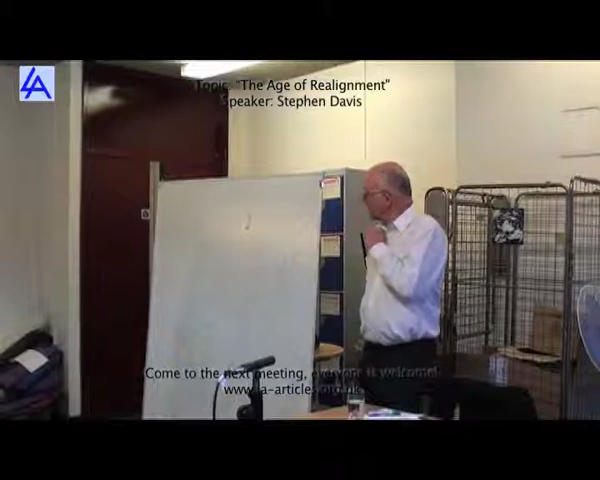 LA
Topic: "The Age of Realignment"
Speaker: Stephen Davis
Come to the next meeting, everyone is welcome!
www.la-articles.org.uk